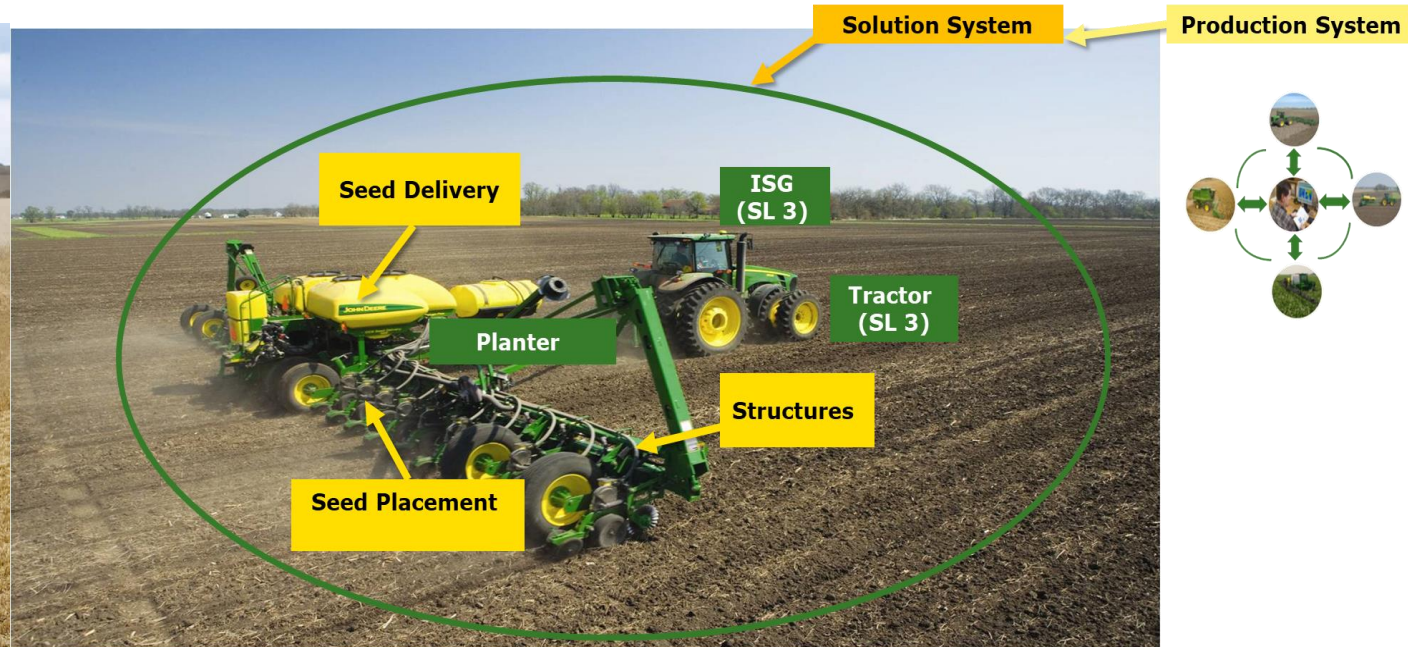 Solution System
Production System
Seed Delivery
ISG
(SL 3)
JOHN DEERE
Tractor
(SL 3)
Planter
Structures
Seed Placement